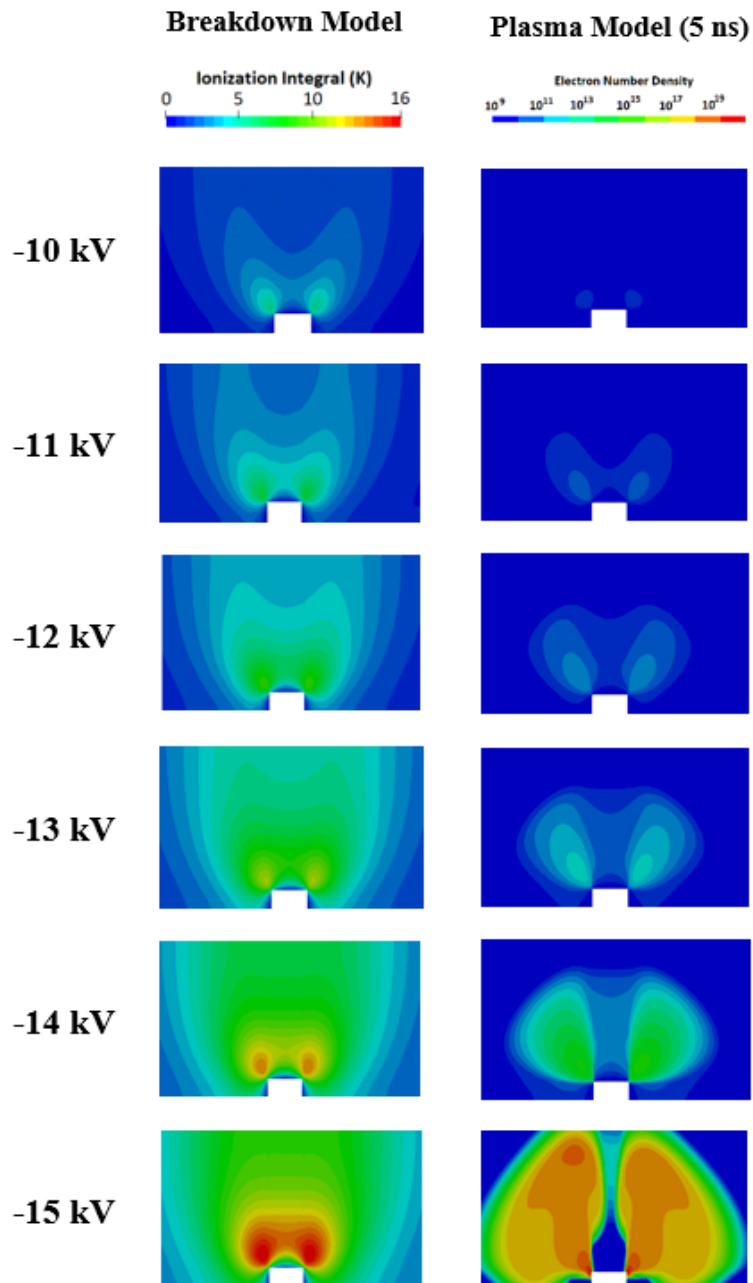 Breakdown Model Plasma Model (5 ns)
Ionization Integral (K) Electron Number Density
0 5 10 16 10⁹ 10¹¹ 10¹³ 10¹⁵ 10¹⁷ 10¹⁹
-10 kV
-11 kV
-12 kV
-13 kV
-14 kV
-15 kV